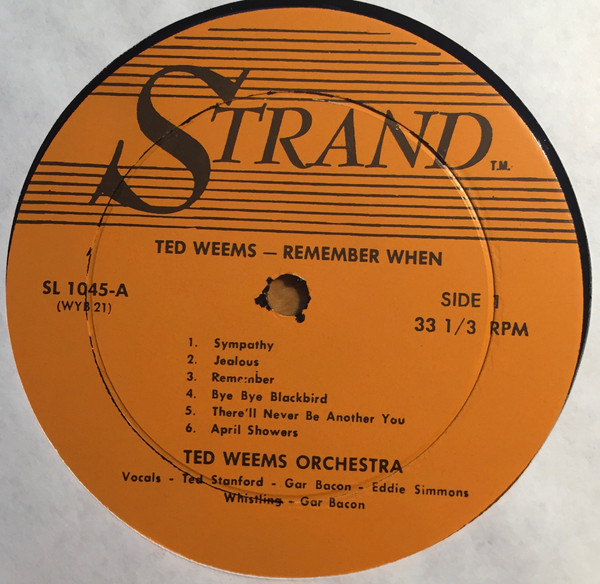 STRAND T.M.
TED WEEMS — REMEMBER WHEN
SL 1045-A
(WYB 21)
SIDE 1
33 1/3 RPM
1. Sympathy
2. Jealous
3. Remember
4. Bye Bye Blackbird
5. There'll Never Be Another You
6. April Showers
TED WEEMS ORCHESTRA
Vocals - Ted Stanford - Gar Bacon - Eddie Simmons
Whistling - Gar Bacon